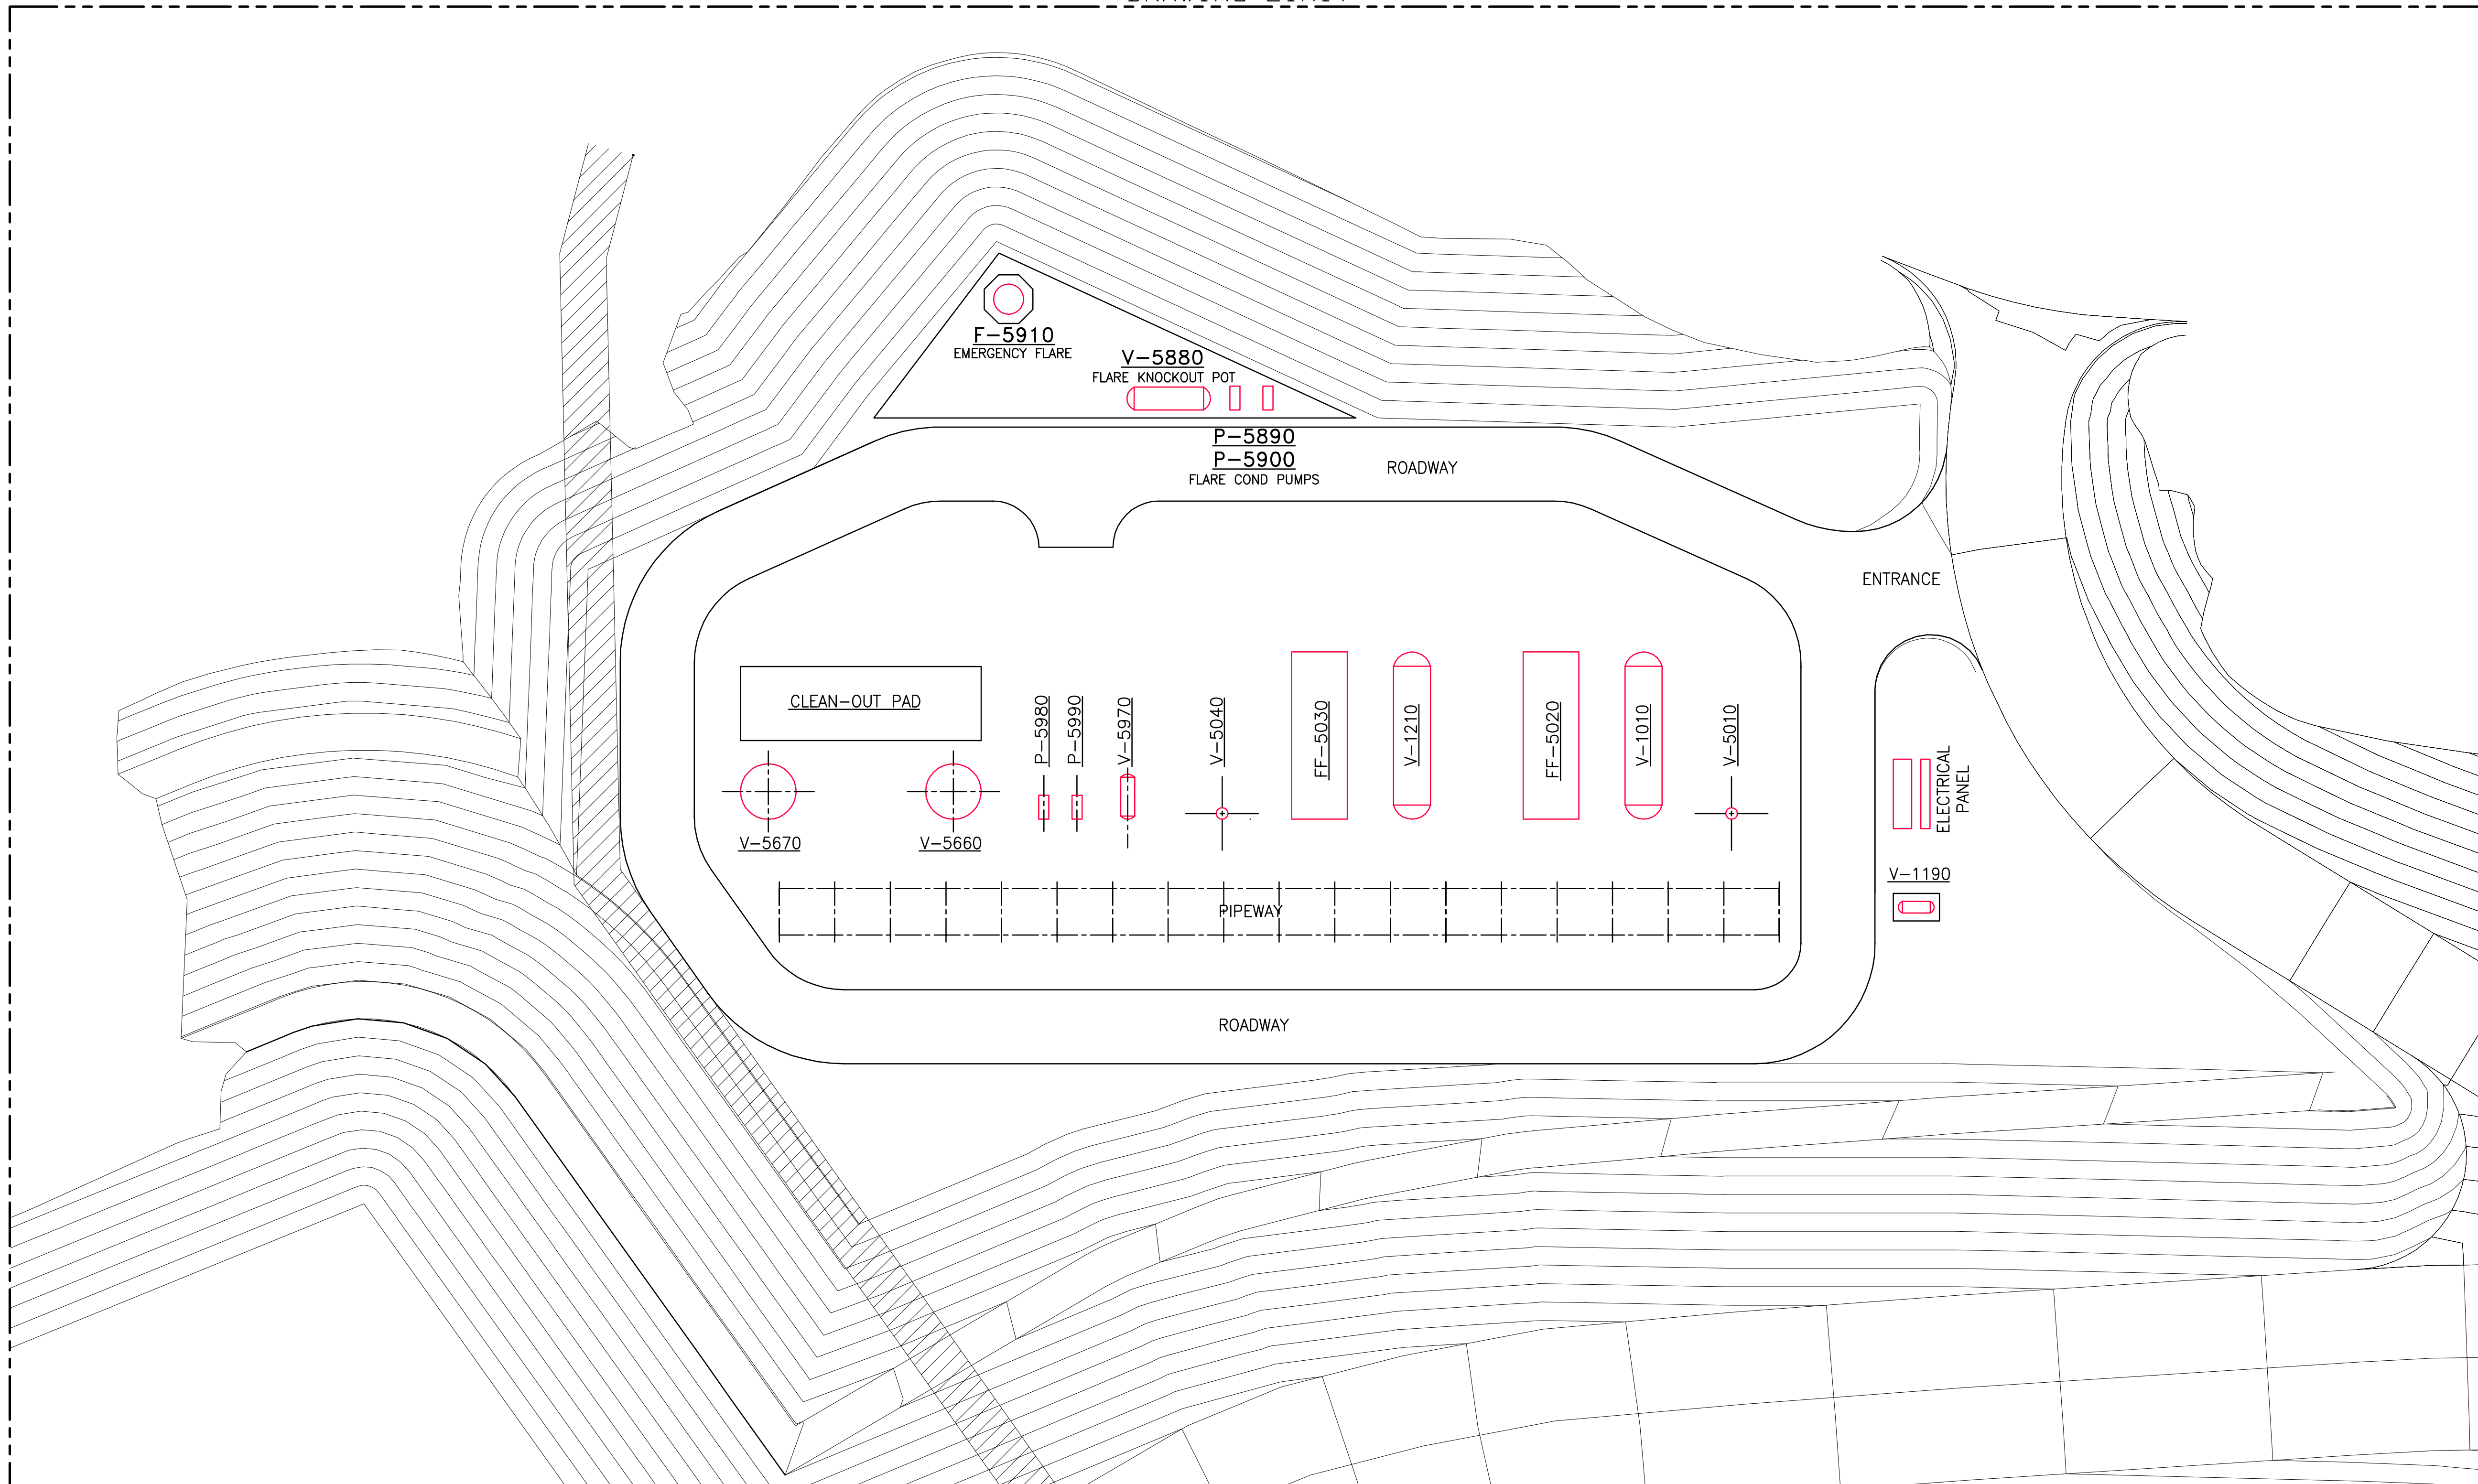 F-5910
EMERGENCY FLARE
V-5880
FLARE KNOCKOUT POT
P-5890
P-5900
FLARE COND PUMPS
ROADWAY
ENTRANCE
CLEAN-OUT PAD
P-5980
P-5990
V-5970
V-5040
FF-5030
V-1210
FF-5020
V-1010
V-5010
ELECTRICAL
PANEL
V-5670
V-5660
V-1190
PIPEWAY
ROADWAY